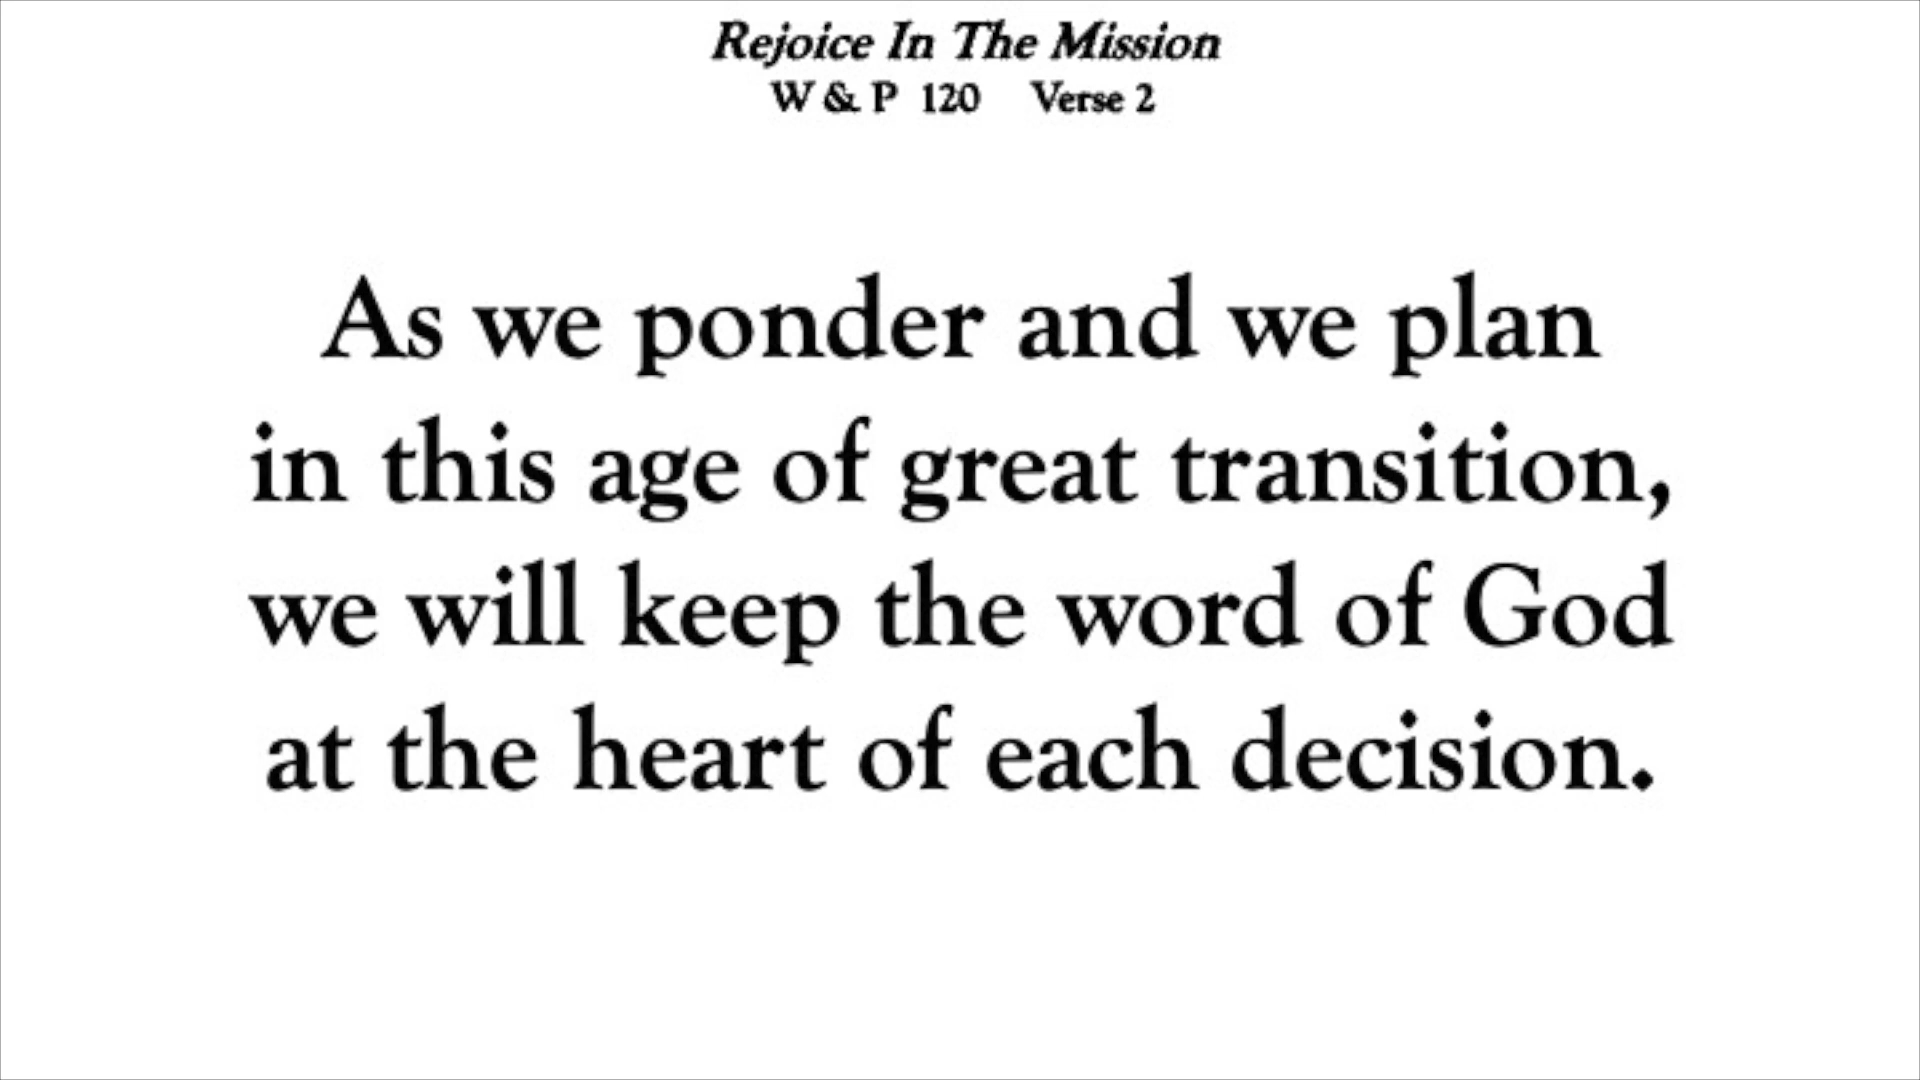 Rejoice In The Mission
W & P 120 Verse 2
As we ponder and we plan
in this age of great transition,
we will keep the word of God
at the heart of each decision.